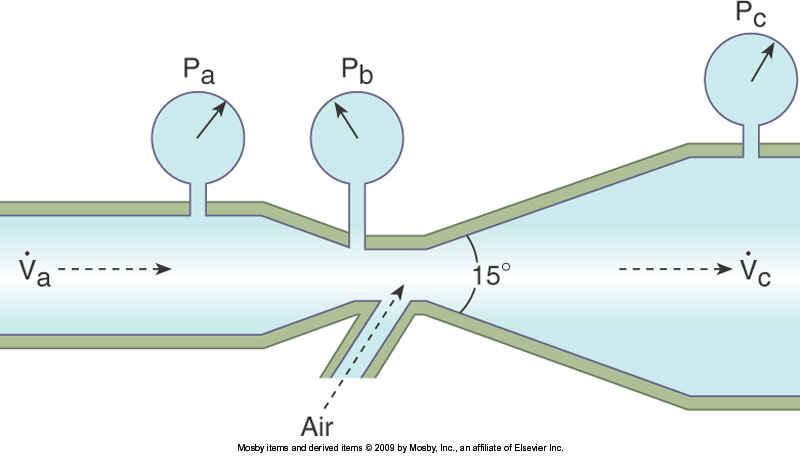 Pc
Pa
Pb
V̇a
15°
V̇c
Air
Mosby items and derived items © 2009 by Mosby, Inc., an affiliate of Elsevier Inc.